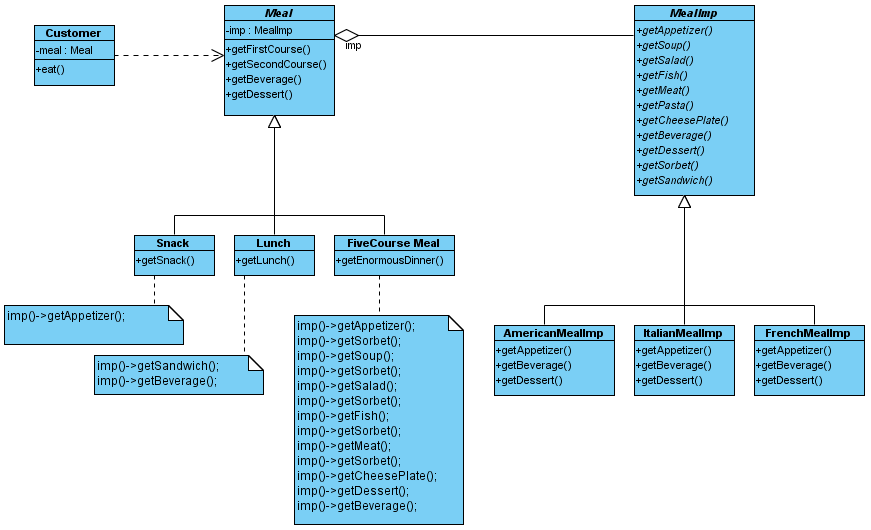 Customer
-meal : Meal
+eat()
Meal
-imp : MealImp
+getFirstCourse()
+getSecondCourse()
+getBeverage()
+getDessert()
imp
MealImp
+getAppetizer()
+getSoup()
+getSalad()
+getFish()
+getMeat()
+getPasta()
+getCheesePlate()
+getBeverage()
+getDessert()
+getSorbet()
+getSandwich()
Snack
+getSnack()
Lunch
+getLunch()
FiveCourse Meal
+getEnormousDinner()
imp()->getAppetizer();
imp()->getSandwich();
imp()->getBeverage();
imp()->getAppetizer();
imp()->getSorbet();
imp()->getSoup();
imp()->getSorbet();
imp()->getSalad();
imp()->getSorbet();
imp()->getFish();
imp()->getSorbet();
imp()->getMeat();
imp()->getSorbet();
imp()->getCheesePlate();
imp()->getDessert();
imp()->getBeverage();
AmericanMealImp
+getAppetizer()
+getBeverage()
+getDessert()
ItalianMealImp
+getAppetizer()
+getBeverage()
+getDessert()
FrenchMealImp
+getAppetizer()
+getBeverage()
+getDessert()